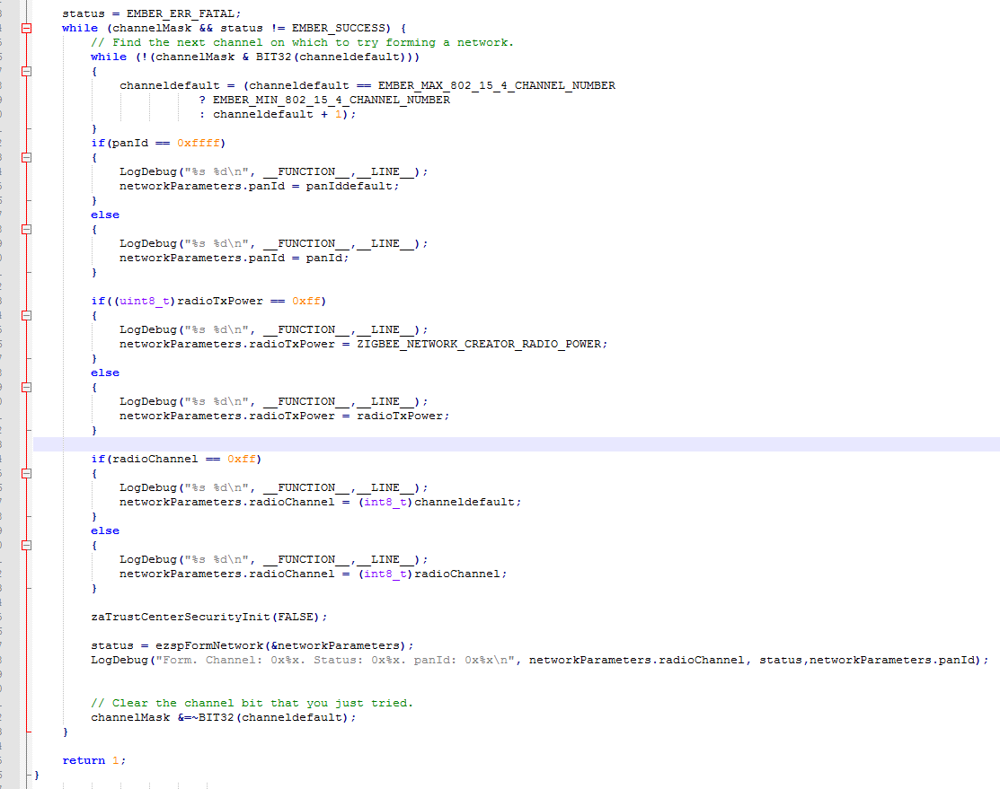 status = EMBER_ERR_FATAL;
while (channelMask && status != EMBER_SUCCESS) {
// Find the next channel on which to try forming a network.
while (!(channelMask & BIT32(channeldefault)))
{
channeldefault = (channeldefault == EMBER_MAX_802_15_4_CHANNEL_NUMBER
? EMBER_MIN_802_15_4_CHANNEL_NUMBER
: channeldefault + 1);
}
if(panId == 0xffff)
{
LogDebug("%s %d\n", __FUNCTION__,__LINE__);
networkParameters.panId = panIddefault;
}
else
{
LogDebug("%s %d\n", __FUNCTION__,__LINE__);
networkParameters.panId = panId;
}
if((uint8_t)radioTxPower == 0xff)
{
LogDebug("%s %d\n", __FUNCTION__,__LINE__);
networkParameters.radioTxPower = ZIGBEE_NETWORK_CREATOR_RADIO_POWER;
}
else
{
LogDebug("%s %d\n", __FUNCTION__,__LINE__);
networkParameters.radioTxPower = radioTxPower;
}
if(radioChannel == 0xff)
{
LogDebug("%s %d\n", __FUNCTION__,__LINE__);
networkParameters.radioChannel = (int8_t)channeldefault;
}
else
{
LogDebug("%s %d\n", __FUNCTION__,__LINE__);
networkParameters.radioChannel = (int8_t)radioChannel;
}
zaTrustCenterSecurityInit(FALSE);
status = ezspFormNetwork(&networkParameters);
LogDebug("Form. Channel: 0x%x. Status: 0x%x. panId: 0x%x\n", networkParameters.radioChannel, status,networkParameters.panId);
// Clear the channel bit that you just tried.
channelMask &=~BIT32(channeldefault);
}
return 1;
}